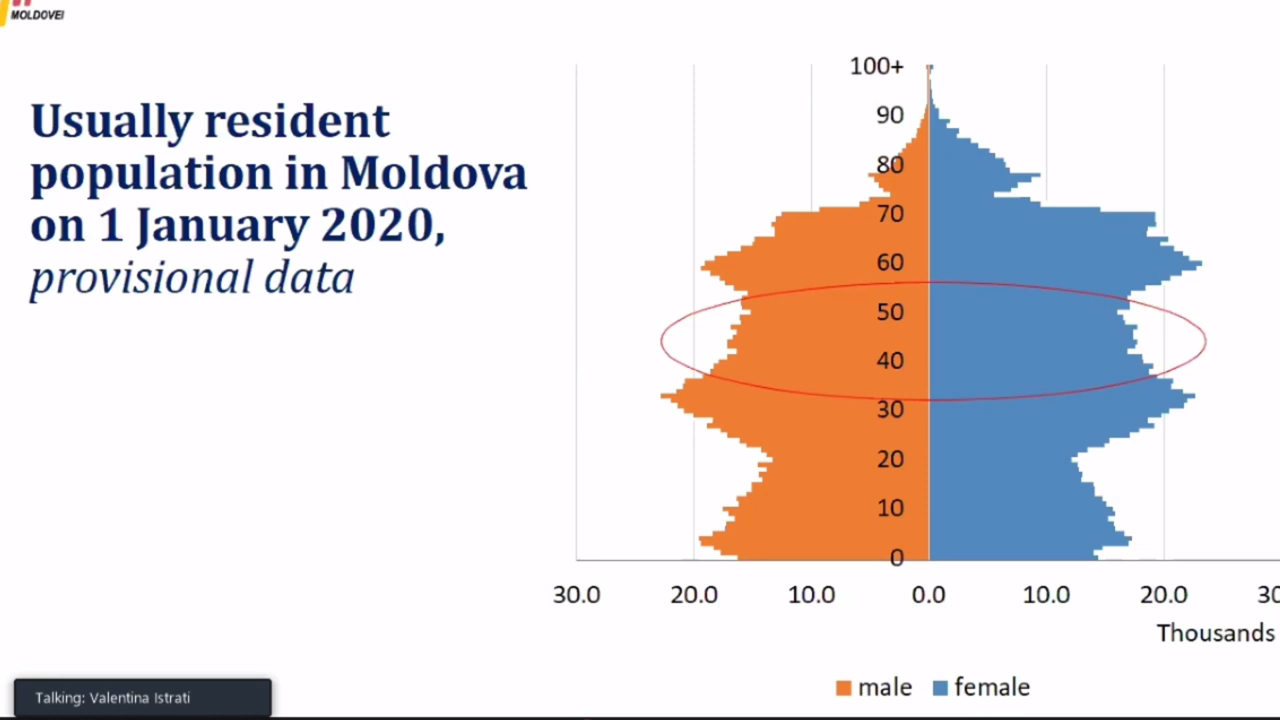 MOLDOVEI
Usually resident
population in Moldova
on 1 January 2020,
provisional data
100+
90
80
70
60
50
40
30
20
10
0
30.0 20.0 10.0 0.0 10.0 20.0 30
Thousands
male female
Talking: Valentina Istrati